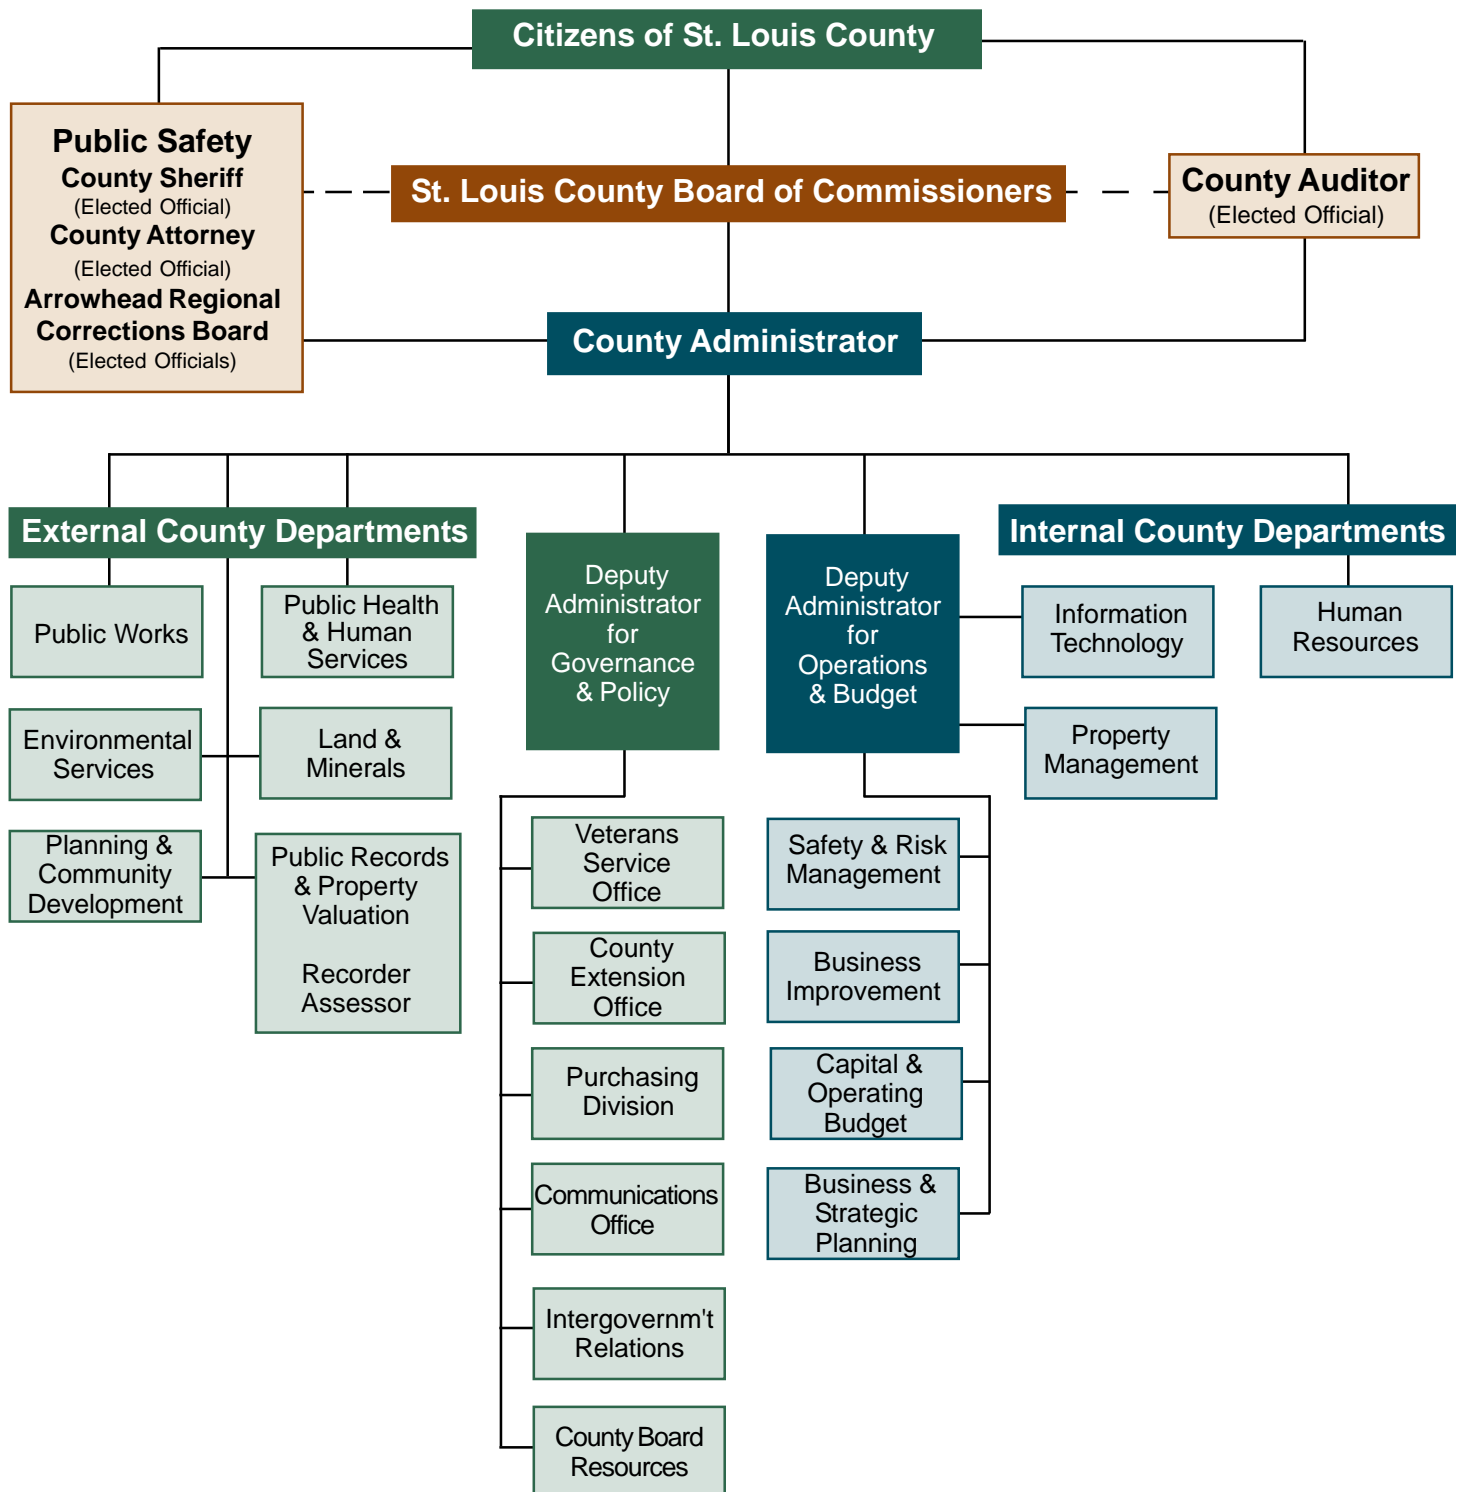 Citizens of St. Louis County
Public Safety
County Sheriff
(Elected Official)
County Attorney
(Elected Official)
Arrowhead Regional
Corrections Board
(Elected Officials)
St. Louis County Board of Commissioners
County Auditor
(Elected Official)
County Administrator
External County Departments
Public Works
Public Health
& Human
Services
Environmental
Services
Land &
Minerals
Planning &
Community
Development
Public Records
& Property
Valuation
Recorder
Assessor
Deputy
Administrator
for
Governance
& Policy
Veterans
Service
Office
County
Extension
Office
Purchasing
Division
Communications
Office
Intergovernm't
Relations
County Board
Resources
Deputy
Administrator
for
Operations
& Budget
Safety & Risk
Management
Business
Improvement
Capital &
Operating
Budget
Business &
Strategic
Planning
Internal County Departments
Information
Technology
Human
Resources
Property
Management